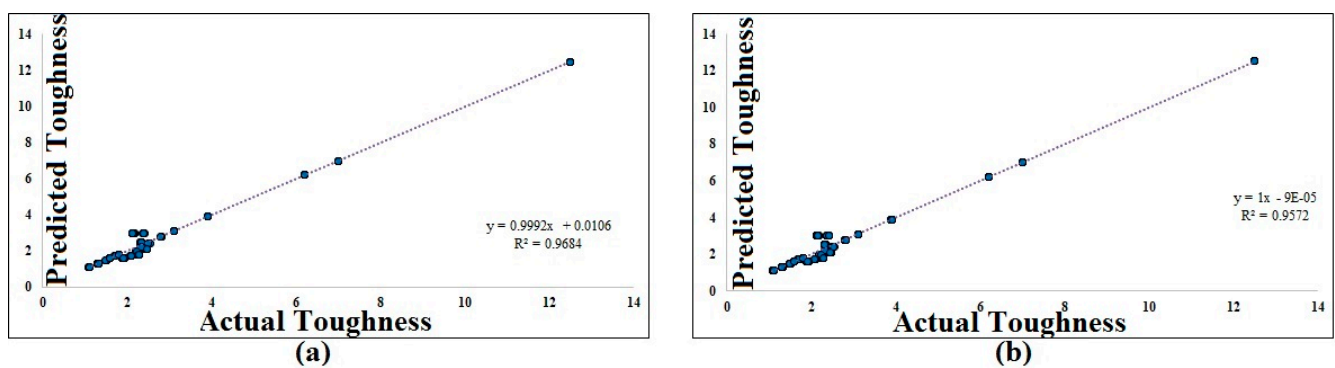 14
12
10
8
6
4
2
0
Predicted Toughness
y = 0.9992x + 0.0106
R² = 0.9684
0 2 4 6 8 10 12 14
Actual Toughness
(a)
14
12
10
8
6
4
2
0
Predicted Toughness
y = 1x - 9E-05
R² = 0.9572
0 2 4 6 8 10 12 14
Actual Toughness
(b)